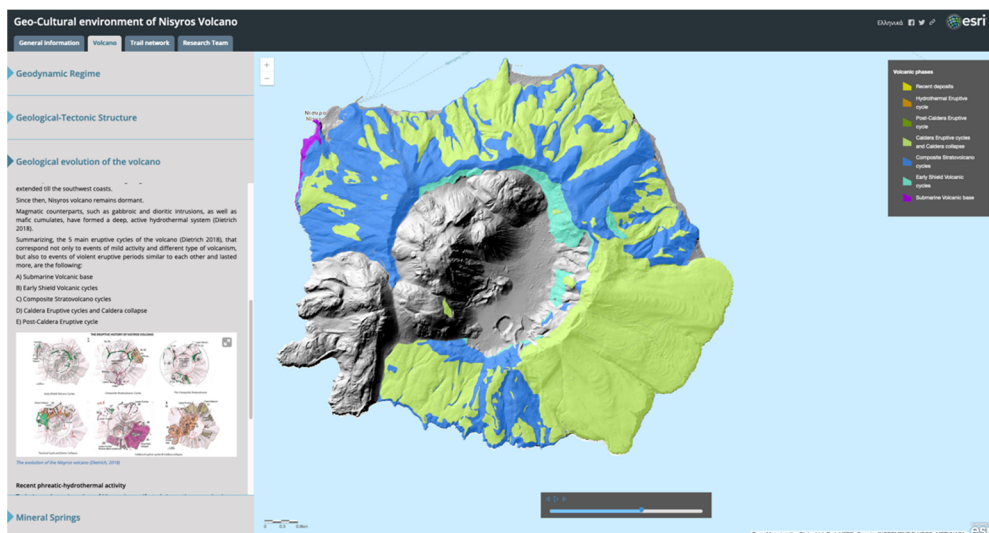 Geo-Cultural environment of Nisyros Volcano
Ελληνικά
esri
General Information
Volcano
Trail network
Research Team
Geodynamic Regime
Geological-Tectonic Structure
Geological evolution of the volcano
extended till the southwest coasts.
Since then, Nisyros volcano remains dormant.
Magmatic counterparts, such as gabbroic and dioritic intrusions, as well as
mafic cumulates, have formed a deep, active hydrothermal system (Dietrich
2018).
Summarizing, the 5 main eruptive cycles of the volcano (Dietrich 2018), that
correspond not only to events of mild activity and different type of volcanism,
but also to events of violent eruptive periods similar to each other and lasted
more, are the following:
A) Submarine Volcanic base
B) Early Shield Volcanic cycles
C) Composite Stratovolcano cycles
D) Caldera Eruptive cycles and Caldera collapse
E) Post-Caldera Eruptive cycle
THE ERUPTIVE HISTORY OF NISYROS VOLCANO
The evolution of the Nisyros volcano (Dietrich, 2018)
Recent phreatic-hydrothermal activity
Mineral Springs
+
−
Volcanic phases
Recent deposits
Hydrothermal Eruptive
cycle
Post-Caldera Eruptive
cycle
Caldera Eruptive cycles
and Caldera collapse
Composite Stratovolcano
cycles
Early Shield Volcanic
cycles
Submarine Volcanic base